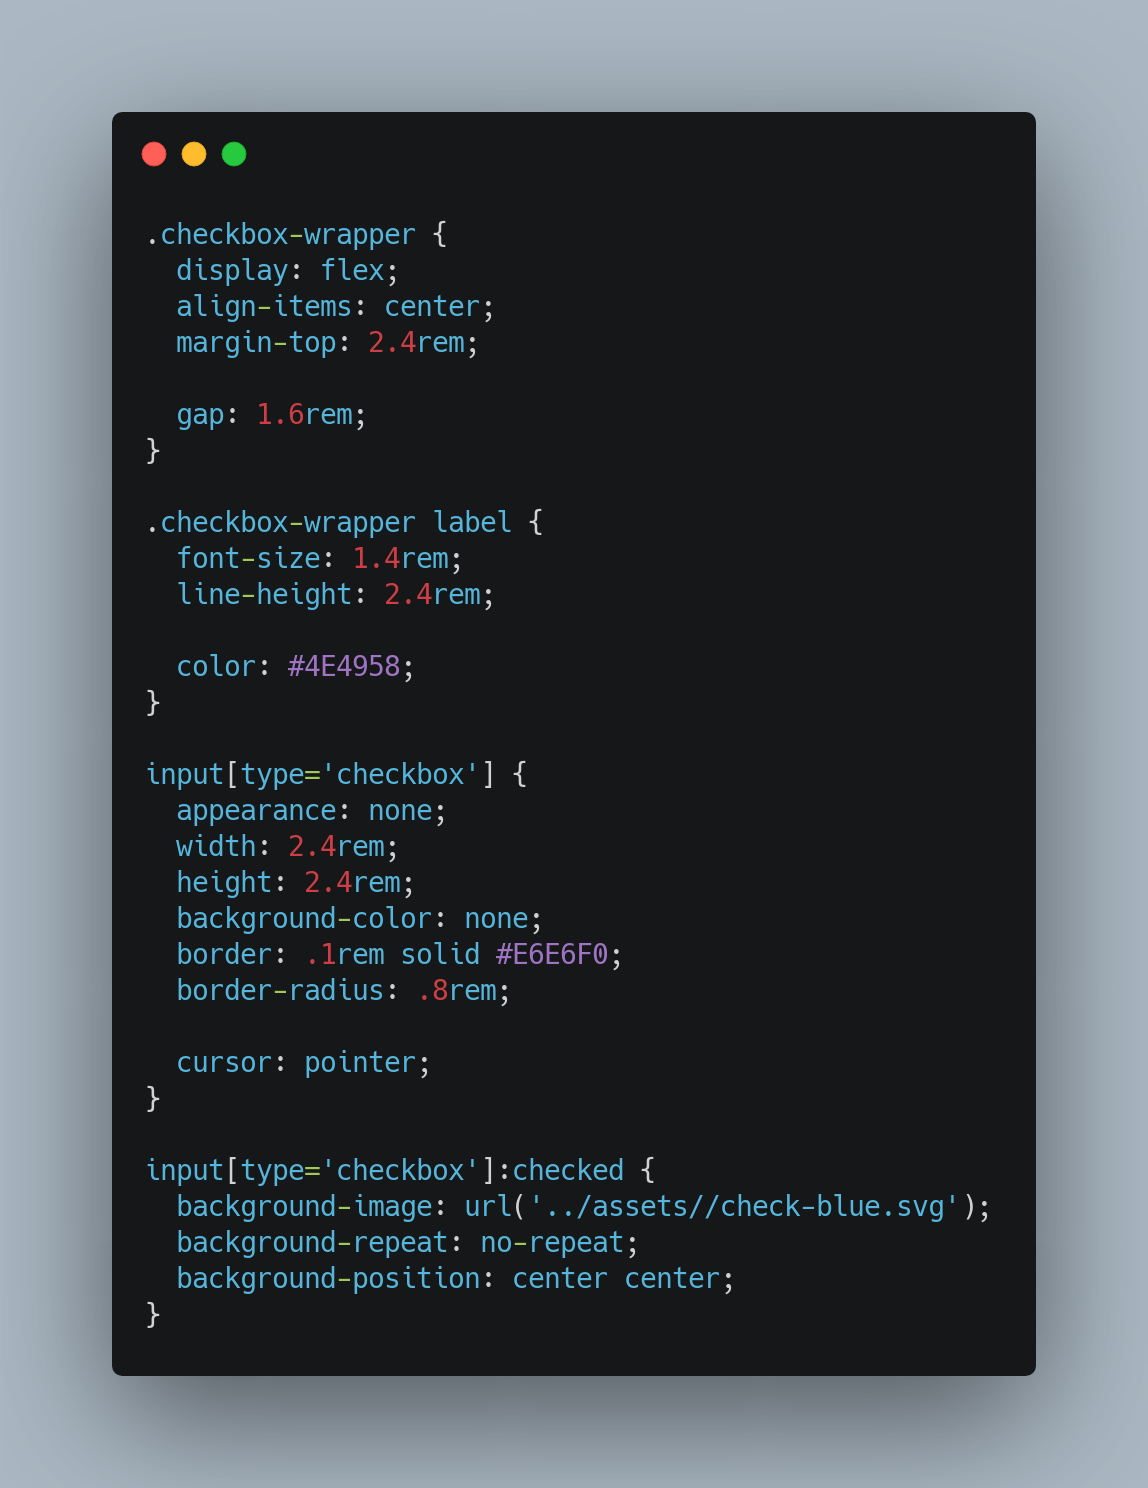 .checkbox-wrapper {
  display: flex;
  align-items: center;
  margin-top: 2.4rem;

  gap: 1.6rem;
}

.checkbox-wrapper label {
  font-size: 1.4rem;
  line-height: 2.4rem;

  color: #4E4958;
}

input[type='checkbox'] {
  appearance: none;
  width: 2.4rem;
  height: 2.4rem;
  background-color: none;
  border: .1rem solid #E6E6F0;
  border-radius: .8rem;

  cursor: pointer;
}

input[type='checkbox']:checked {
  background-image: url('../assets//check-blue.svg');
  background-repeat: no-repeat;
  background-position: center center;
}